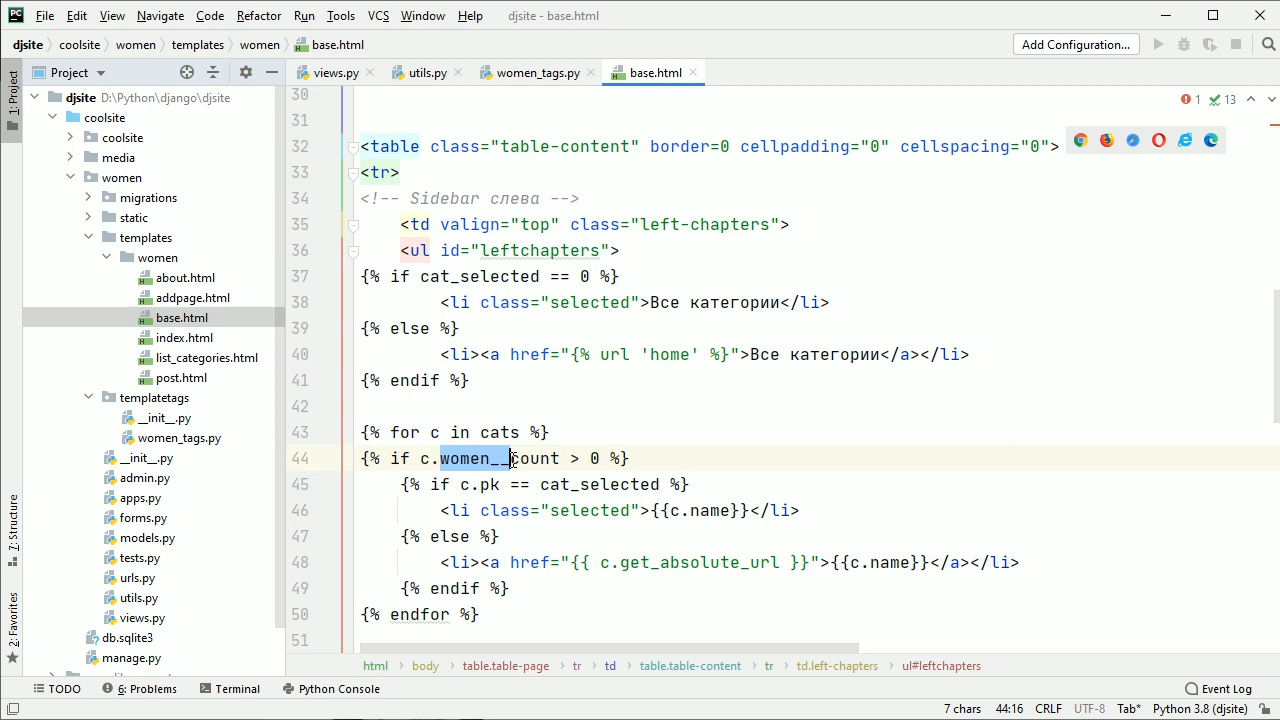 File Edit View Navigate Code Refactor Run Tools VCS Window Help djsite - base.html
djsite coolsite women templates women base.html Add Configuration...
1: Project
7: Structure
2: Favorites
Project
djsite D:\Python\django\djsite
coolsite
coolsite
media
women
migrations
static
templates
women
about.html
addpage.html
base.html
index.html
list_categories.html
post.html
templatetags
__init__.py
women_tags.py
__init__.py
admin.py
apps.py
forms.py
models.py
tests.py
urls.py
utils.py
views.py
db.sqlite3
manage.py
views.py utils.py women_tags.py base.html
1 13
30
31
32 <table class="table-content" border=0 cellpadding="0" cellspacing="0">
33 <tr>
34 <!-- Sidebar слева -->
35 <td valign="top" class="left-chapters">
36 <ul id="leftchapters">
37 {% if cat_selected == 0 %}
38 <li class="selected">Все категории</li>
39 {% else %}
40 <li><a href="{% url 'home' %}">Все категории</a></li>
41 {% endif %}
42
43 {% for c in cats %}
44 {% if c.women__count > 0 %}
45 {% if c.pk == cat_selected %}
46 <li class="selected">{{c.name}}</li>
47 {% else %}
48 <li><a href="{{ c.get_absolute_url }}">{{c.name}}</a></li>
49 {% endif %}
50 {% endfor %}
51
html body table.table-page tr td table.table-content tr td.left-chapters ul#leftchapters
TODO 6: Problems Terminal Python Console Event Log
7 chars 44:16 CRLF UTF-8 Tab* Python 3.8 (djsite)